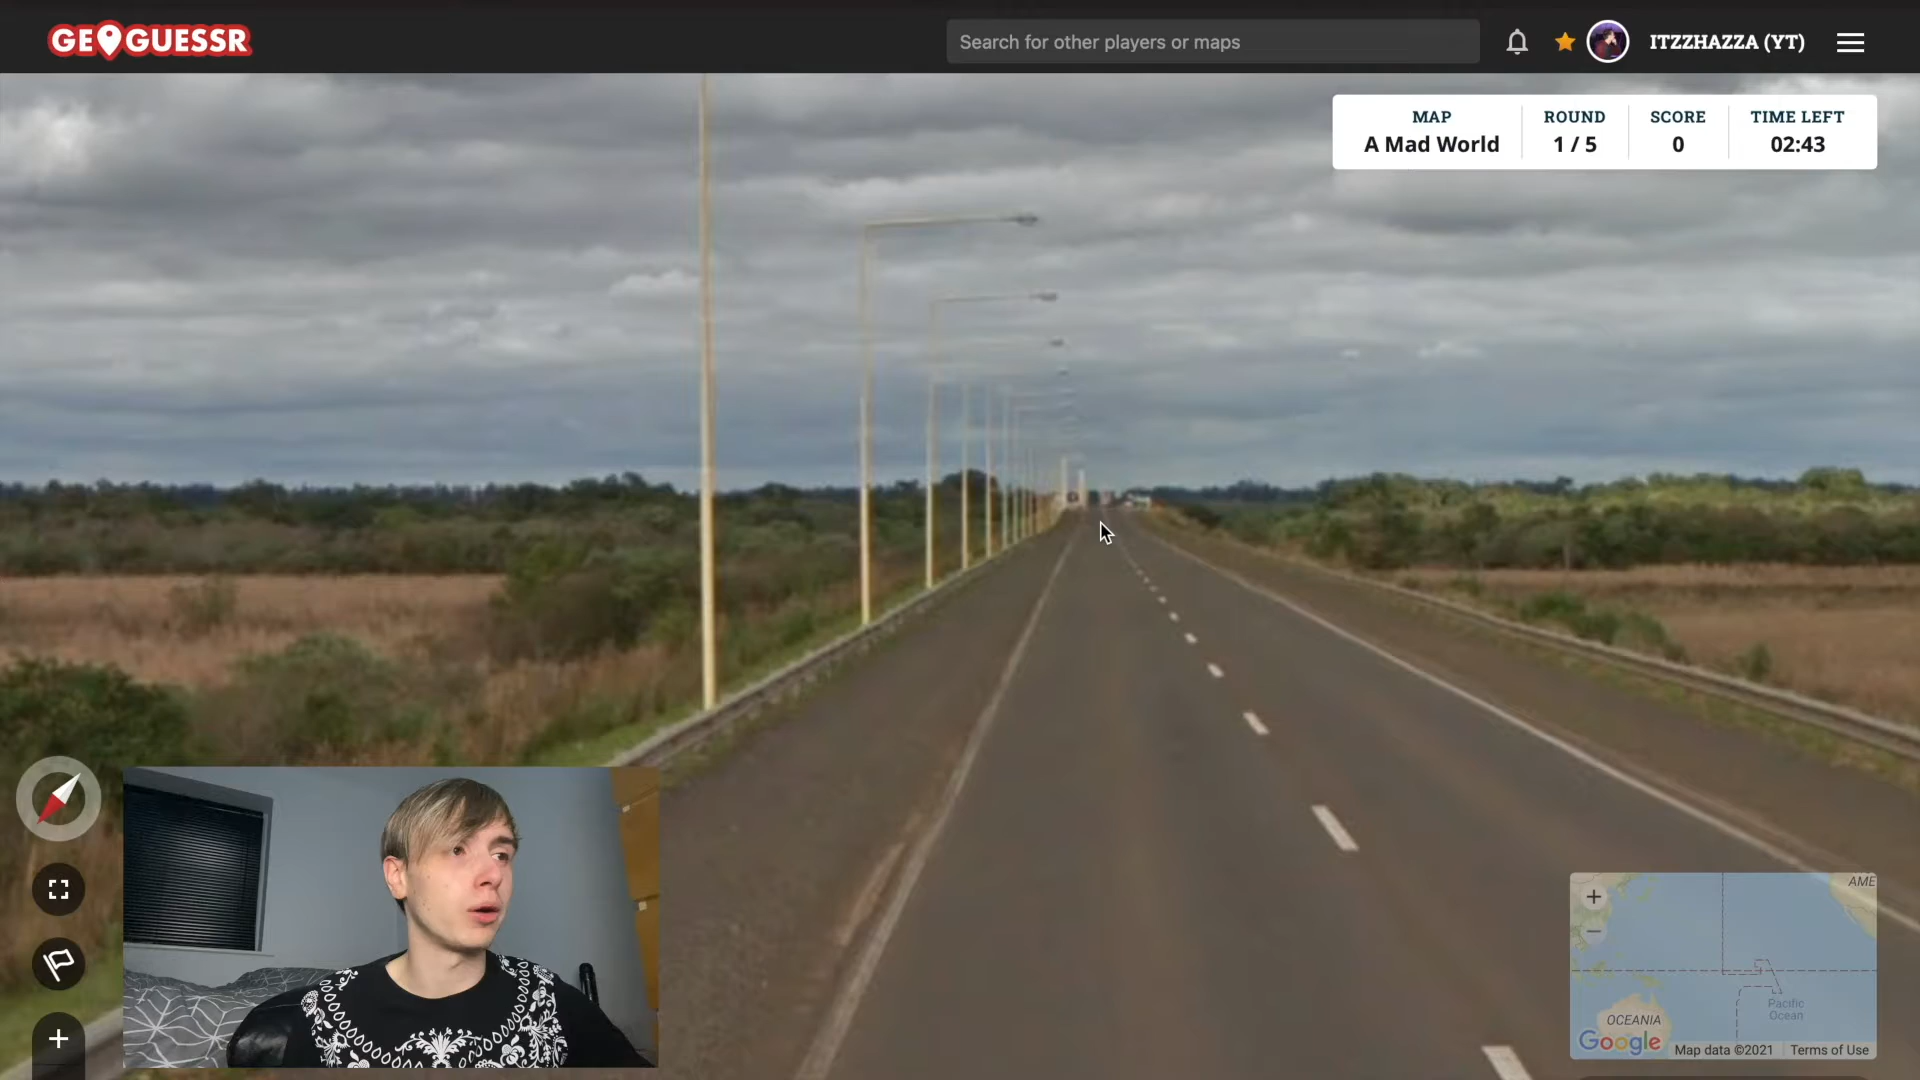 GEOGUESSR
Search for other players or maps
ITZZHAZZA (YT)
MAP
A Mad World
ROUND
1 / 5
SCORE
0
TIME LEFT
02:43
AME
Pacific
Ocean
OCEANIA
Google
Map data ©2021
Terms of Use